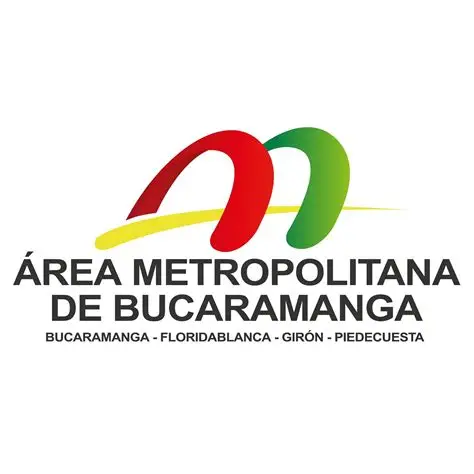 ÁREA METROPOLITANA
DE BUCARAMANGA
BUCARAMANGA - FLORIDABLANCA - GIRÓN - PIEDECUESTA